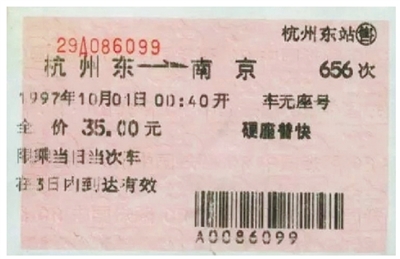 杭州东站㊕
29A086099
杭州东→南京 656次
1997年10月01日00:40开 车无座号
全 价 35.00元 硬座普快
限乘当日当次车
在3日内到达有效
A0086099